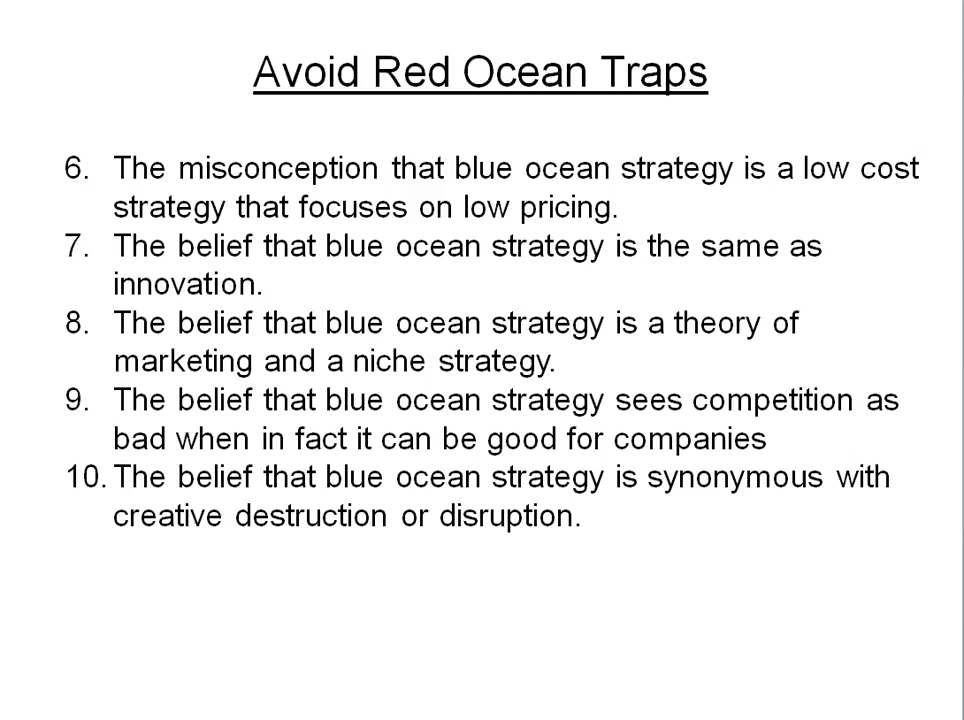 Avoid Red Ocean Traps
6. The misconception that blue ocean strategy is a low cost
strategy that focuses on low pricing.
7. The belief that blue ocean strategy is the same as
innovation.
8. The belief that blue ocean strategy is a theory of
marketing and a niche strategy.
9. The belief that blue ocean strategy sees competition as
bad when in fact it can be good for companies
10. The belief that blue ocean strategy is synonymous with
creative destruction or disruption.